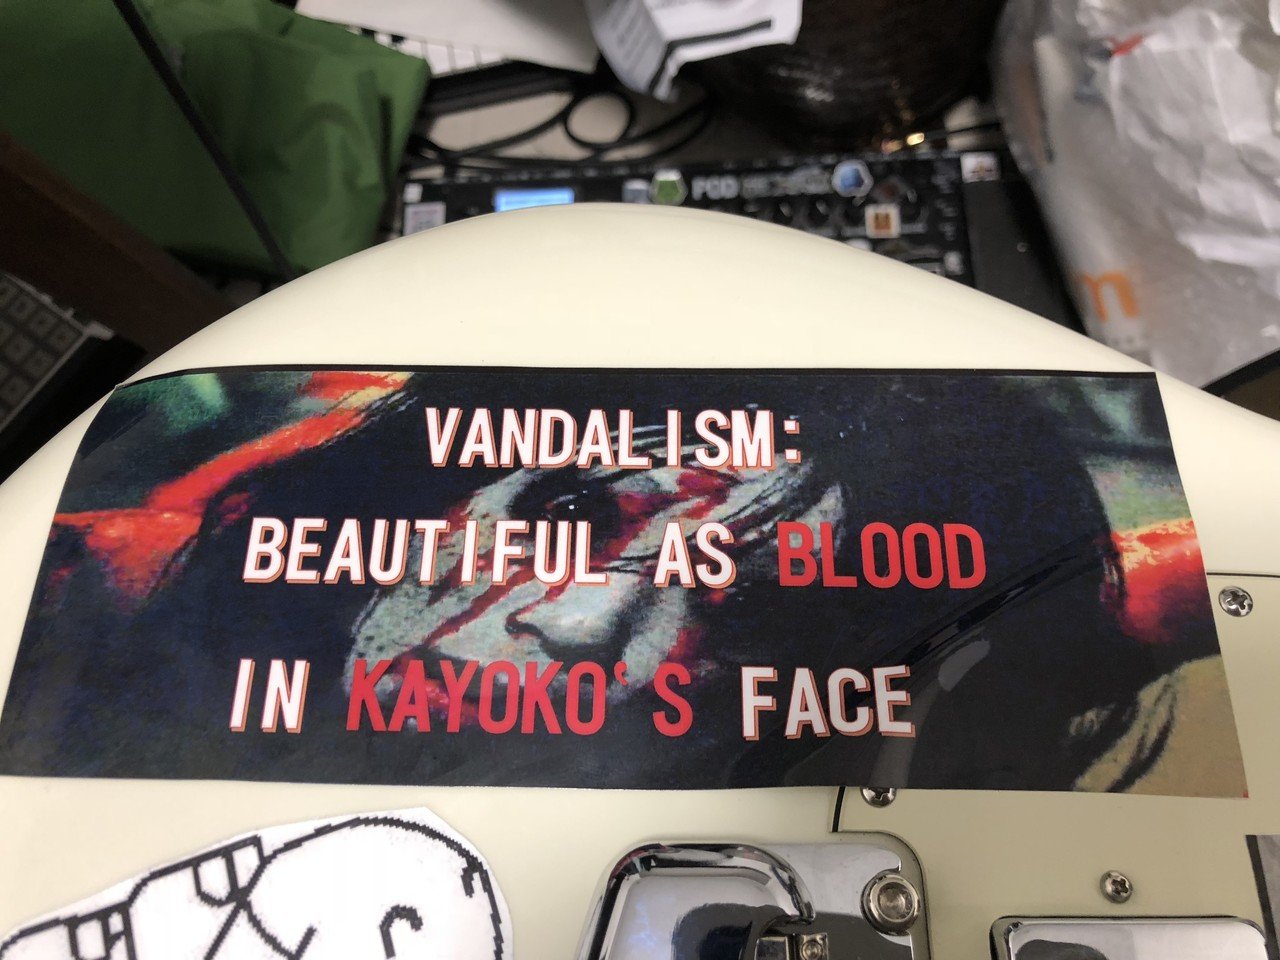 VANDALISM:
BEAUTIFUL AS BLOOD
IN KAYOKO'S FACE